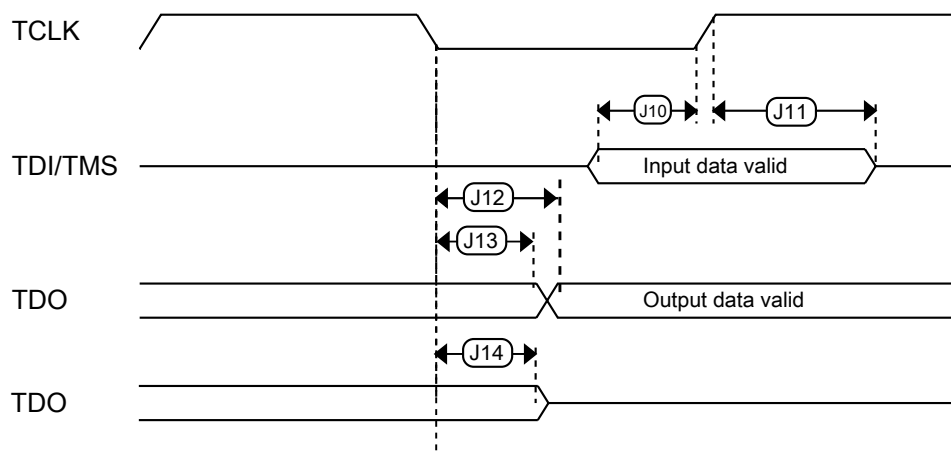 TCLK
J10
J11
TDI/TMS
Input data valid
J12
J13
TDO
Output data valid
J14
TDO